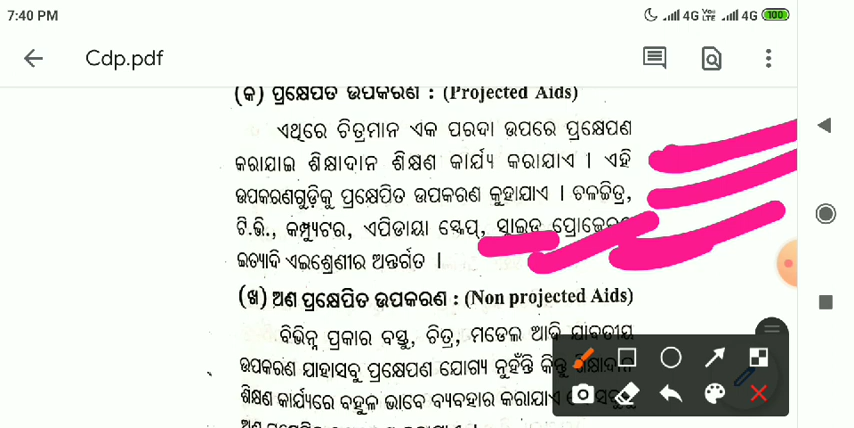 7:40 PM
4G VoLTE 4G 100
Cdp.pdf
(କ) ପ୍ରକ୍ଷେପିତ ଉପକରଣ : (Projected Aids)
ଏଥିରେ ଚିତ୍ରମାନ ଏକ ପରଦା ଉପରେ ପ୍ରକ୍ଷେପଣ
କରାଯାଇ ଶିକ୍ଷାଦାନ ଶିକ୍ଷଣ କାର୍ଯ୍ୟ କରାଯାଏ । ଏହି
ଉପକରଣଗୁଡ଼ିକୁ ପ୍ରକ୍ଷେପିତ ଉପକରଣ କୁହାଯାଏ । ଚଳଚ୍ଚିତ୍ର,
ଟି.ଭି., କମ୍ପ୍ୟୁଟର, ଏପିଡାୟା ସ୍କୋପ୍, ସ୍ଲାଇଡ
ଇତ୍ୟାଦି ଏଇଶ୍ରେଣୀର ଅନ୍ତର୍ଗତ ।
(ଖ) ଅଣ ପ୍ରକ୍ଷେପିତ ଉପକରଣ : (Non projected Aids)
ବିଭିନ୍ନ ପ୍ରକାର ବସ୍ତୁ, ଚିତ୍ର, ମଡେଲ ଆଦି ଯାବତୀୟ
ଉପକରଣ ଯାହାସବୁ ପ୍ରକ୍ଷେପଣ ଯୋଗ୍ୟ ନୁହଁନ୍ତି କିନ୍ତୁ ଶିକ୍ଷାଦାନ
ଶିକ୍ଷଣ କାର୍ଯ୍ୟରେ ବହୁଳ ଭାବେ ବ୍ୟବହାର କରାଯାଏ